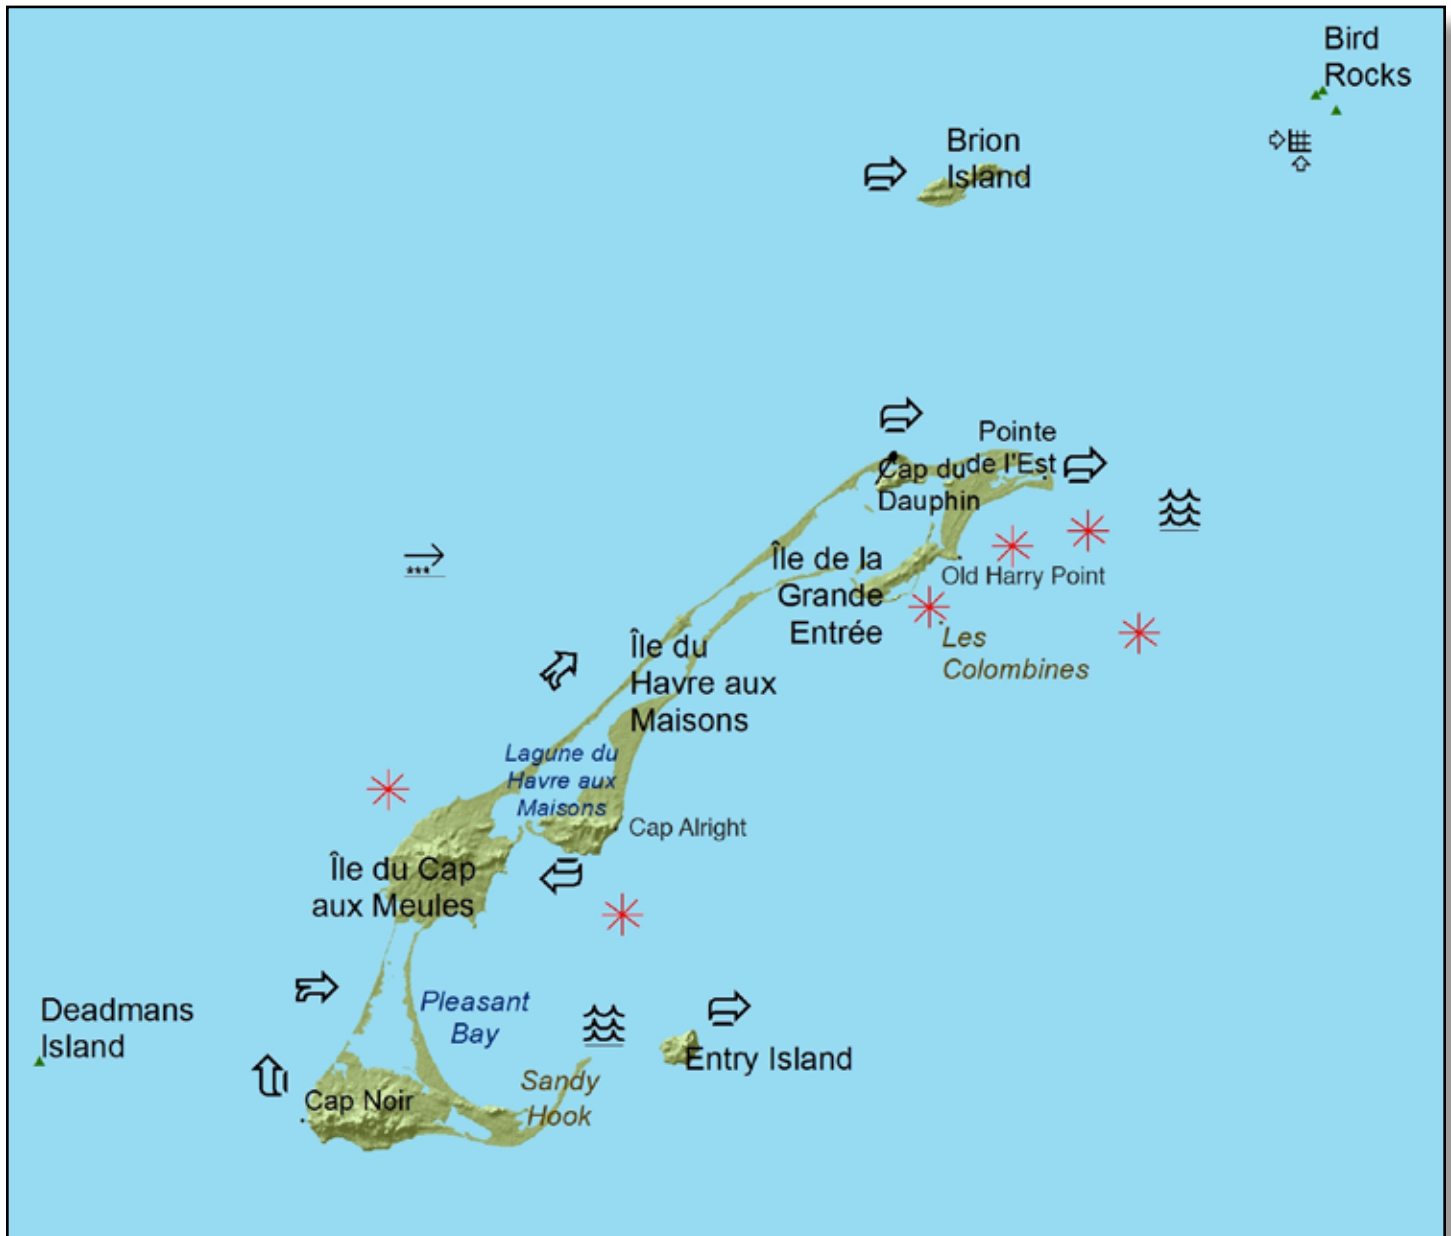 Bird
Rocks
Brion
Island
Pointe
de l'Est
Cap du
Dauphin
Île de la
Grande
Entrée
Old Harry Point
Les
Colombines
Île du
Havre aux
Maisons
Lagune du
Havre aux
Maisons
Cap Alright
Île du Cap
aux Meules
Deadmans
Island
Pleasant
Bay
Entry Island
Sandy
Hook
Cap Noir